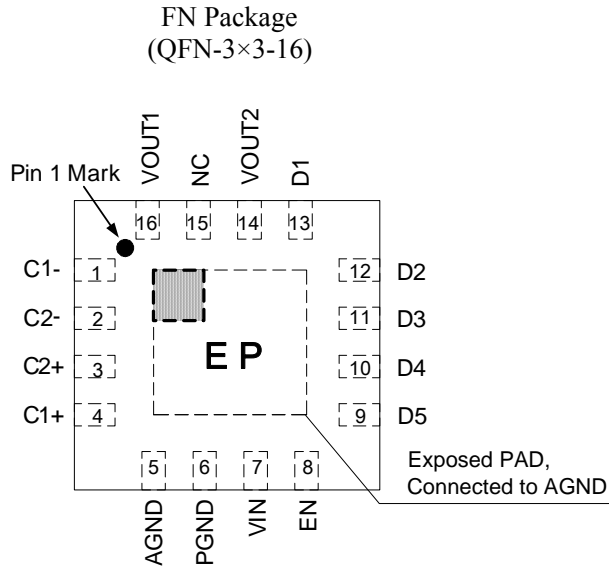 FN Package
(QFN-3×3-16)
VOUT1
NC
VOUT2
D1
Pin 1 Mark
16
15
14
13
C1-
1
12
D2
C2-
2
11
D3
C2+
3
E P
10
D4
C1+
4
9
D5
5
6
7
8
Exposed PAD,
Connected to AGND
AGND
PGND
VIN
EN